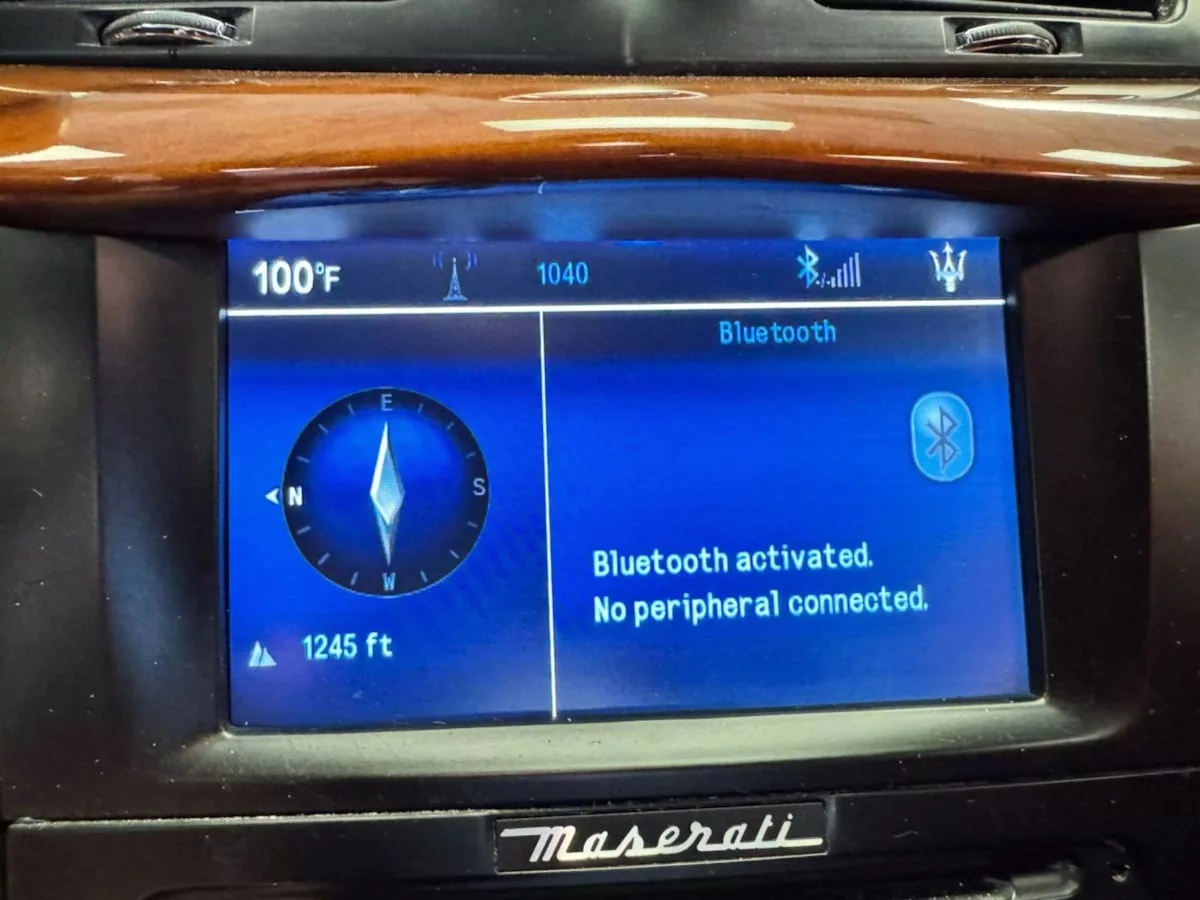 100°F
1040
Bluetooth
E
N
S
W
Bluetooth activated.
No peripheral connected.
1245 ft
Maserati